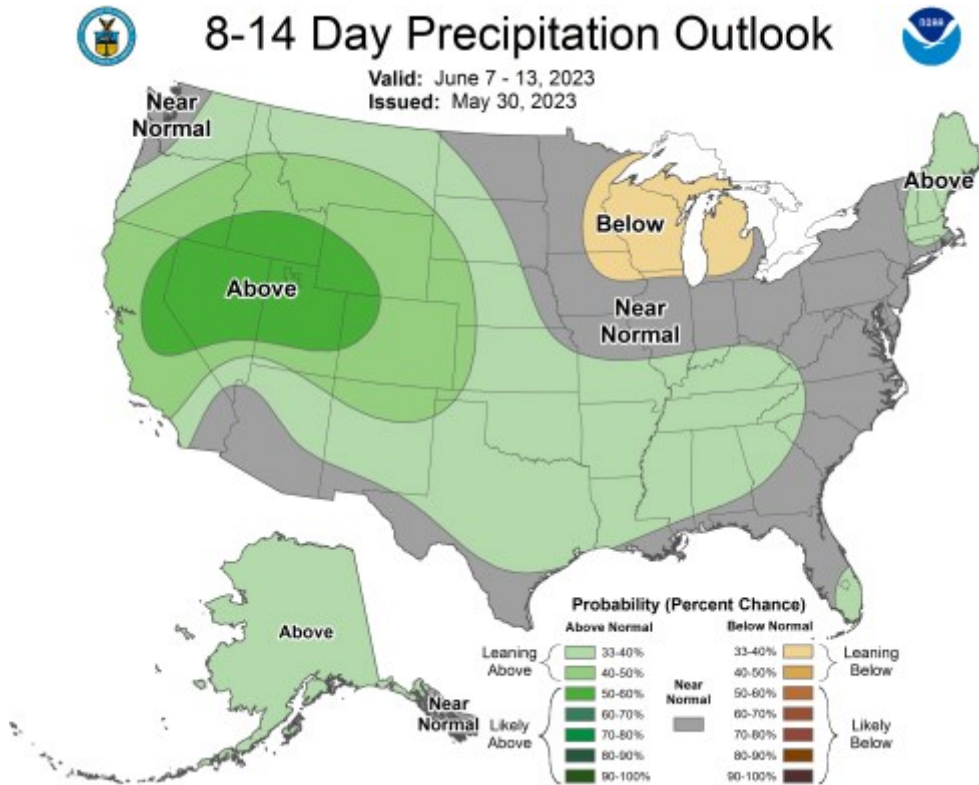 8-14 Day Precipitation Outlook
Valid: June 7 - 13, 2023
Issued: May 30, 2023
NOAA
Near
Normal
Above
Below
Above
Near
Normal
Above
Near
Normal
Probability (Percent Chance)
Above Normal
Below Normal
Leaning
Above
33-40%
40-50%
Likely
Above
50-60%
60-70%
70-80%
80-90%
90-100%
Near
Normal
33-40%
40-50%
Leaning
Below
50-60%
60-70%
70-80%
80-90%
90-100%
Likely
Below